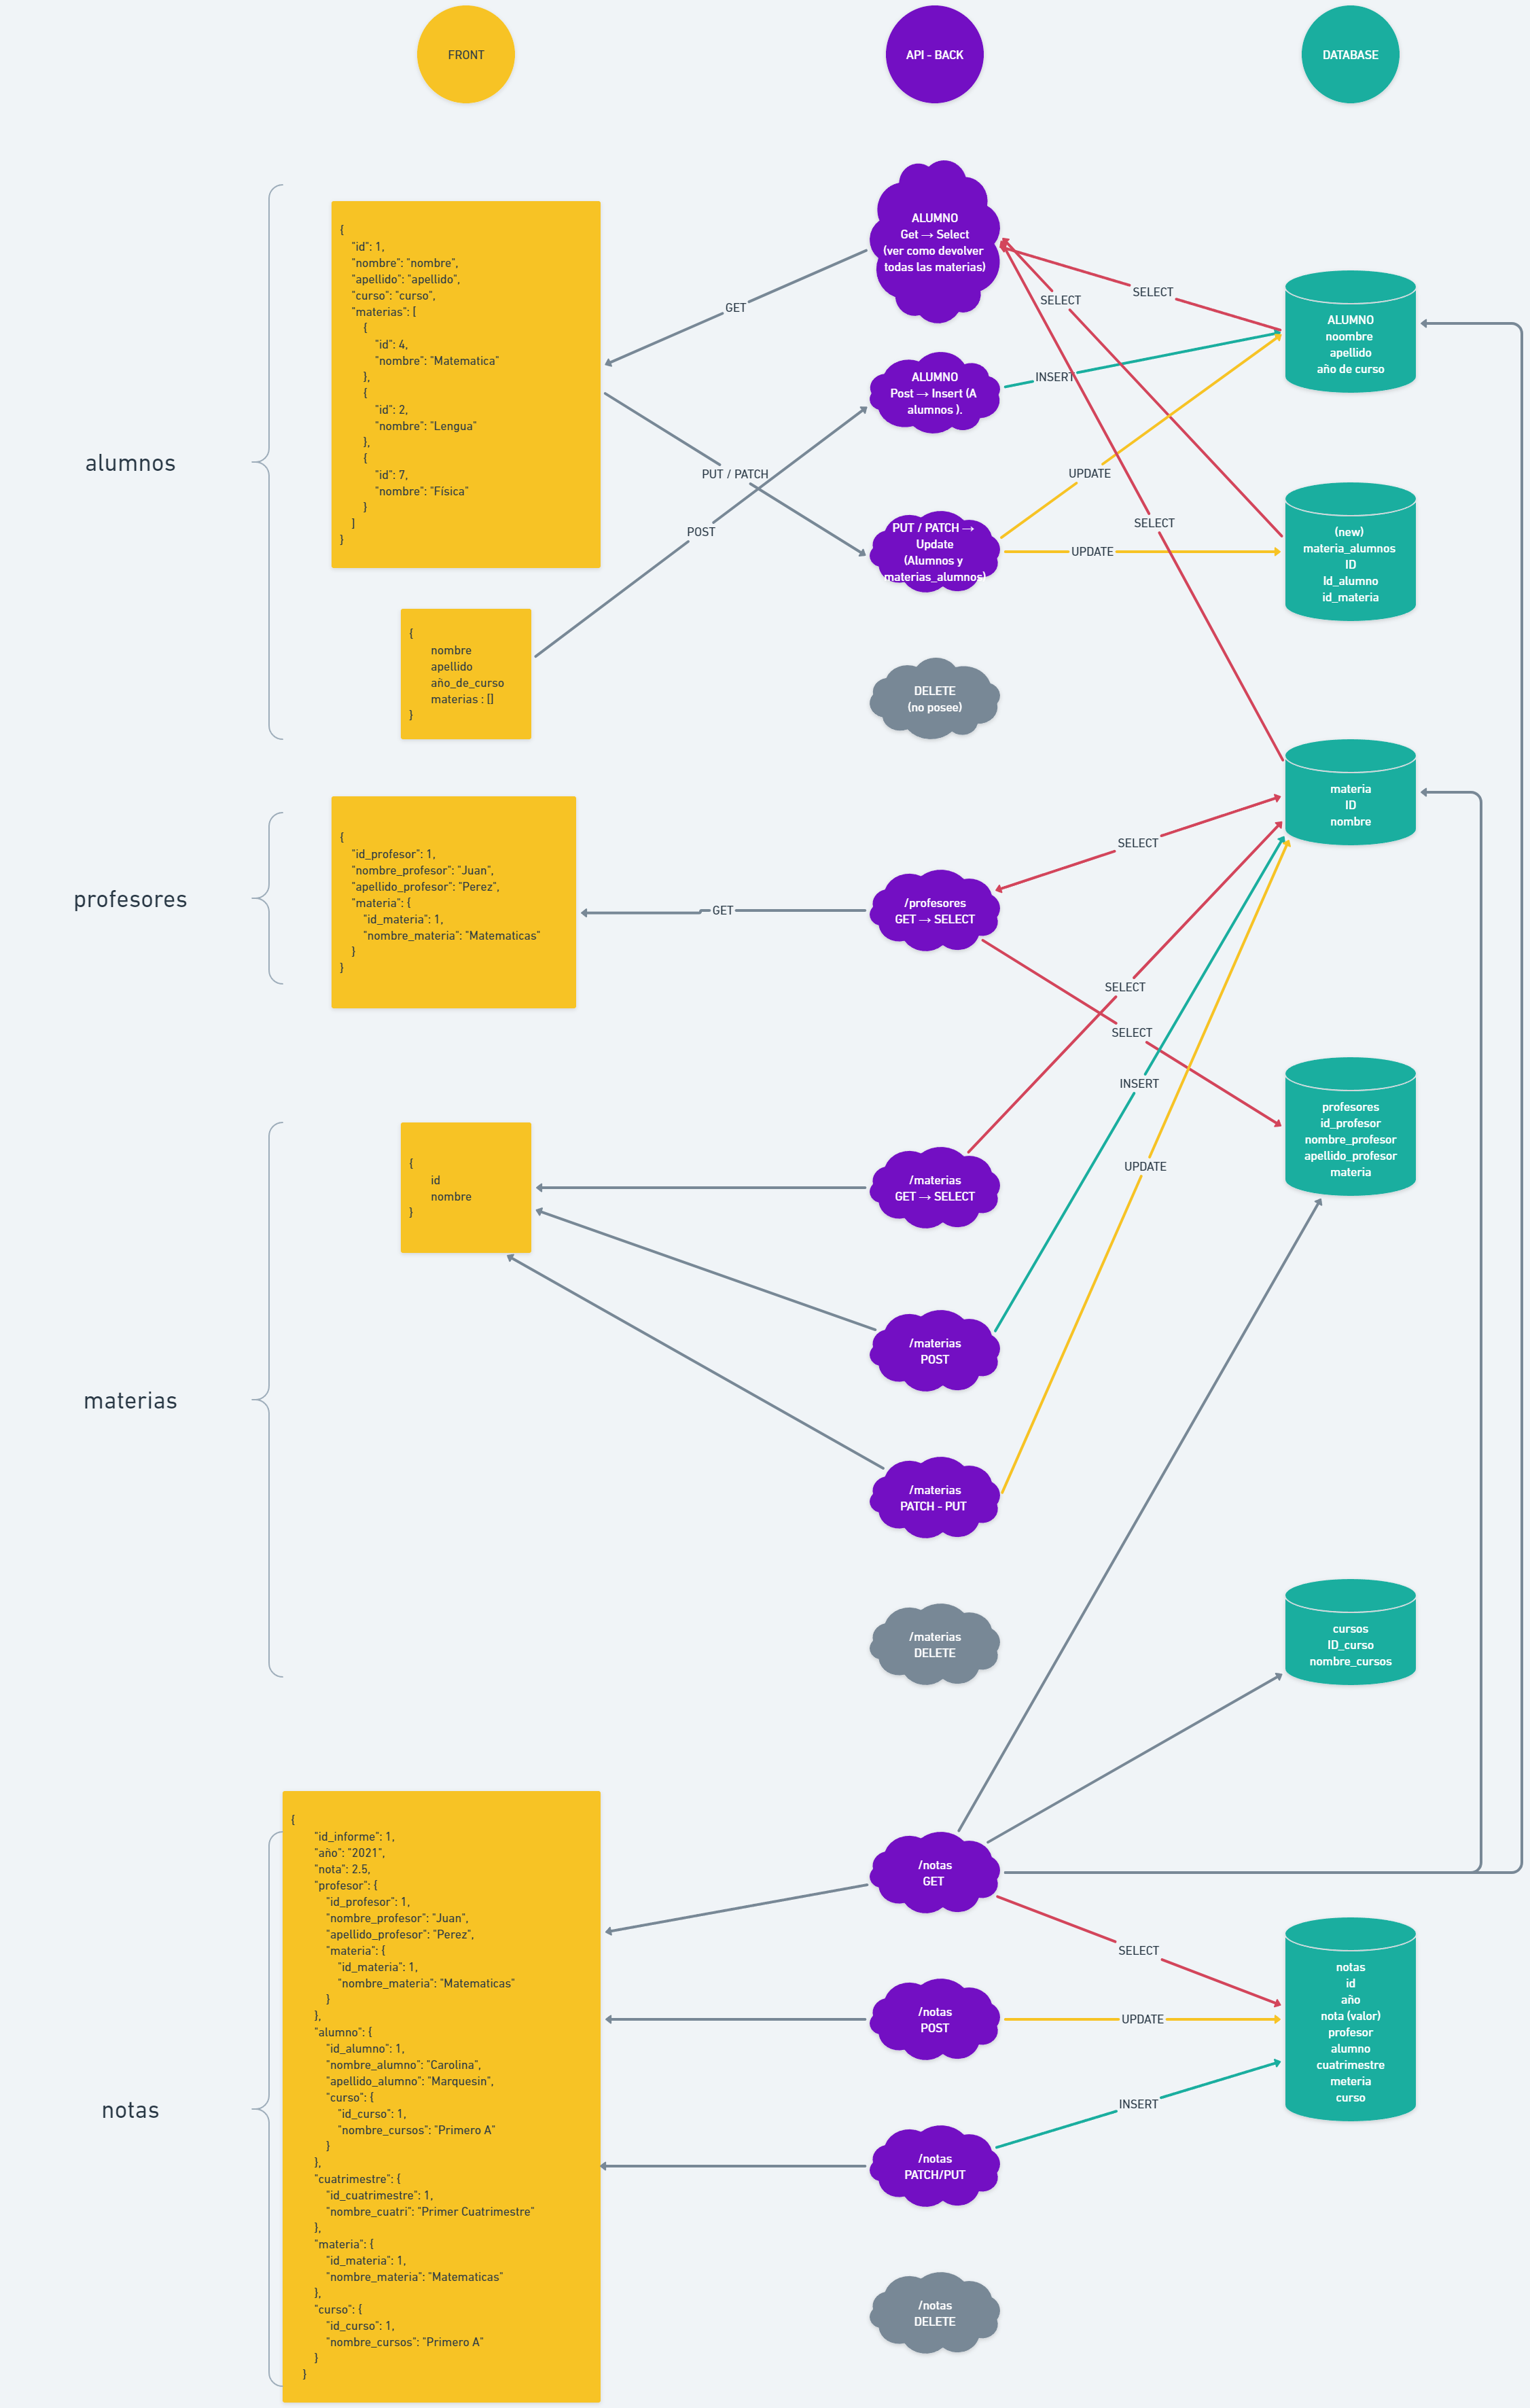 FRONT
API - BACK
DATABASE
alumnos
{
"id": 1,
"nombre": "nombre",
"apellido": "apellido",
"curso": "curso",
"materias": [
{
"id": 4,
"nombre": "Matematica"
},
{
"id": 2,
"nombre": "Lengua"
},
{
"id": 7,
"nombre": "Física"
}
]
}
{
nombre
apellido
año_de_curso
materias : []
}
GET
PUT / PATCH
POST
ALUMNO
Get → Select
(ver como devolver
todas las materias)
ALUMNO
Post → Insert (A
alumnos ).
PUT / PATCH →
Update
(Alumnos y
materias_alumnos)
DELETE
(no posee)
SELECT
SELECT
INSERT
UPDATE
SELECT
UPDATE
ALUMNO
noombre
apellido
año de curso
(new)
materia_alumnos
ID
Id_alumno
id_materia
materia
ID
nombre
profesores
{
"id_profesor": 1,
"nombre_profesor": "Juan",
"apellido_profesor": "Perez",
"materia": {
"id_materia": 1,
"nombre_materia": "Matematicas"
}
}
GET
/profesores
GET → SELECT
SELECT
SELECT
SELECT
INSERT
UPDATE
profesores
id_profesor
nombre_profesor
apellido_profesor
materia
materias
{
id
nombre
}
/materias
GET → SELECT
/materias
POST
/materias
PATCH - PUT
/materias
DELETE
cursos
ID_curso
nombre_cursos
notas
{
"id_informe": 1,
"año": "2021",
"nota": 2.5,
"profesor": {
"id_profesor": 1,
"nombre_profesor": "Juan",
"apellido_profesor": "Perez",
"materia": {
"id_materia": 1,
"nombre_materia": "Matematicas"
}
},
"alumno": {
"id_alumno": 1,
"nombre_alumno": "Carolina",
"apellido_alumno": "Marquesin",
"curso": {
"id_curso": 1,
"nombre_cursos": "Primero A"
}
},
"cuatrimestre": {
"id_cuatrimestre": 1,
"nombre_cuatri": "Primer Cuatrimestre"
},
"materia": {
"id_materia": 1,
"nombre_materia": "Matematicas"
},
"curso": {
"id_curso": 1,
"nombre_cursos": "Primero A"
}
}
/notas
GET
/notas
POST
/notas
PATCH/PUT
/notas
DELETE
SELECT
UPDATE
INSERT
notas
id
año
nota (valor)
profesor
alumno
cuatrimestre
meteria
curso